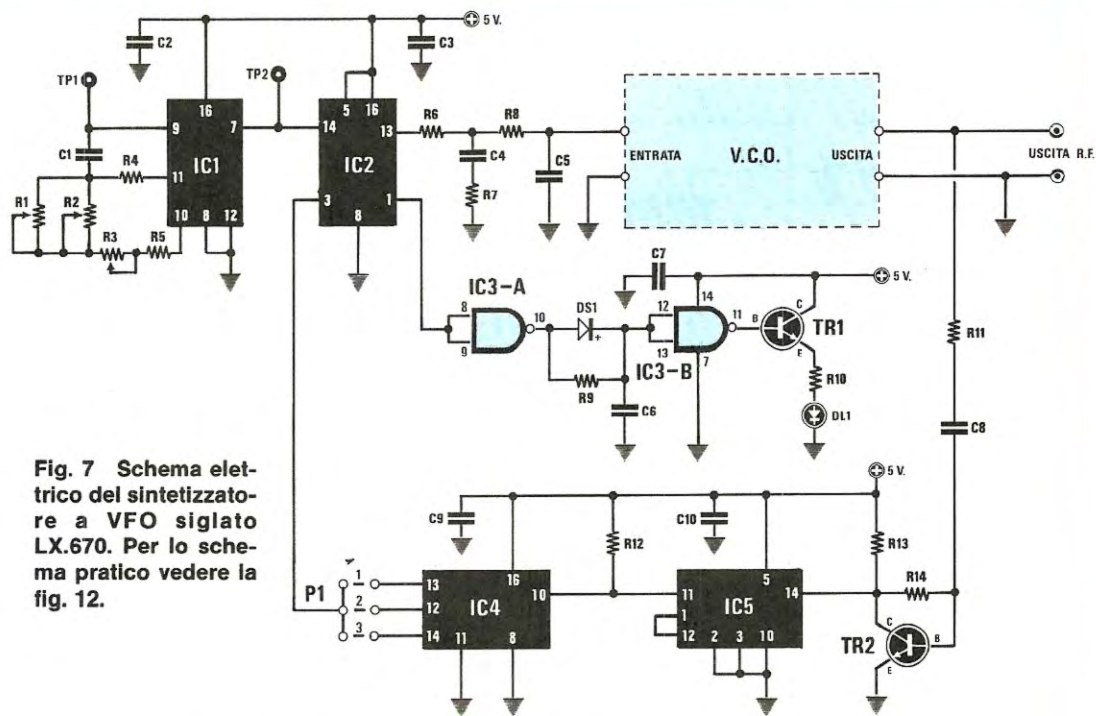 C2
C3
5 V.
TP1
TP2
16
5 16
9 7
14 13
C1
R4
IC1
11
10 8 12
R1
R2
R3
R5
IC2
3 1
8
R6
R8
C4
R7
C5
ENTRATA
V.C.O.
USCITA
USCITA R.F.
IC3-A
8
9
10
DS1
+
R9
C6
C7
12
13
14
11
7
IC3-B
B
C
E
TR1
5 V.
R10
DL1
R11
C8
Fig. 7 Schema elet-
trico del sintetizzato-
re a VFO siglato
LX.670. Per lo sche-
ma pratico vedere la
fig. 12.
C9
R12
C10
5 V.
R13
R14
P1
1
2
3
13
12
14
16
10
IC4
11 8
11
1
12
5
14
IC5
2 3 10
C
B
E
TR2